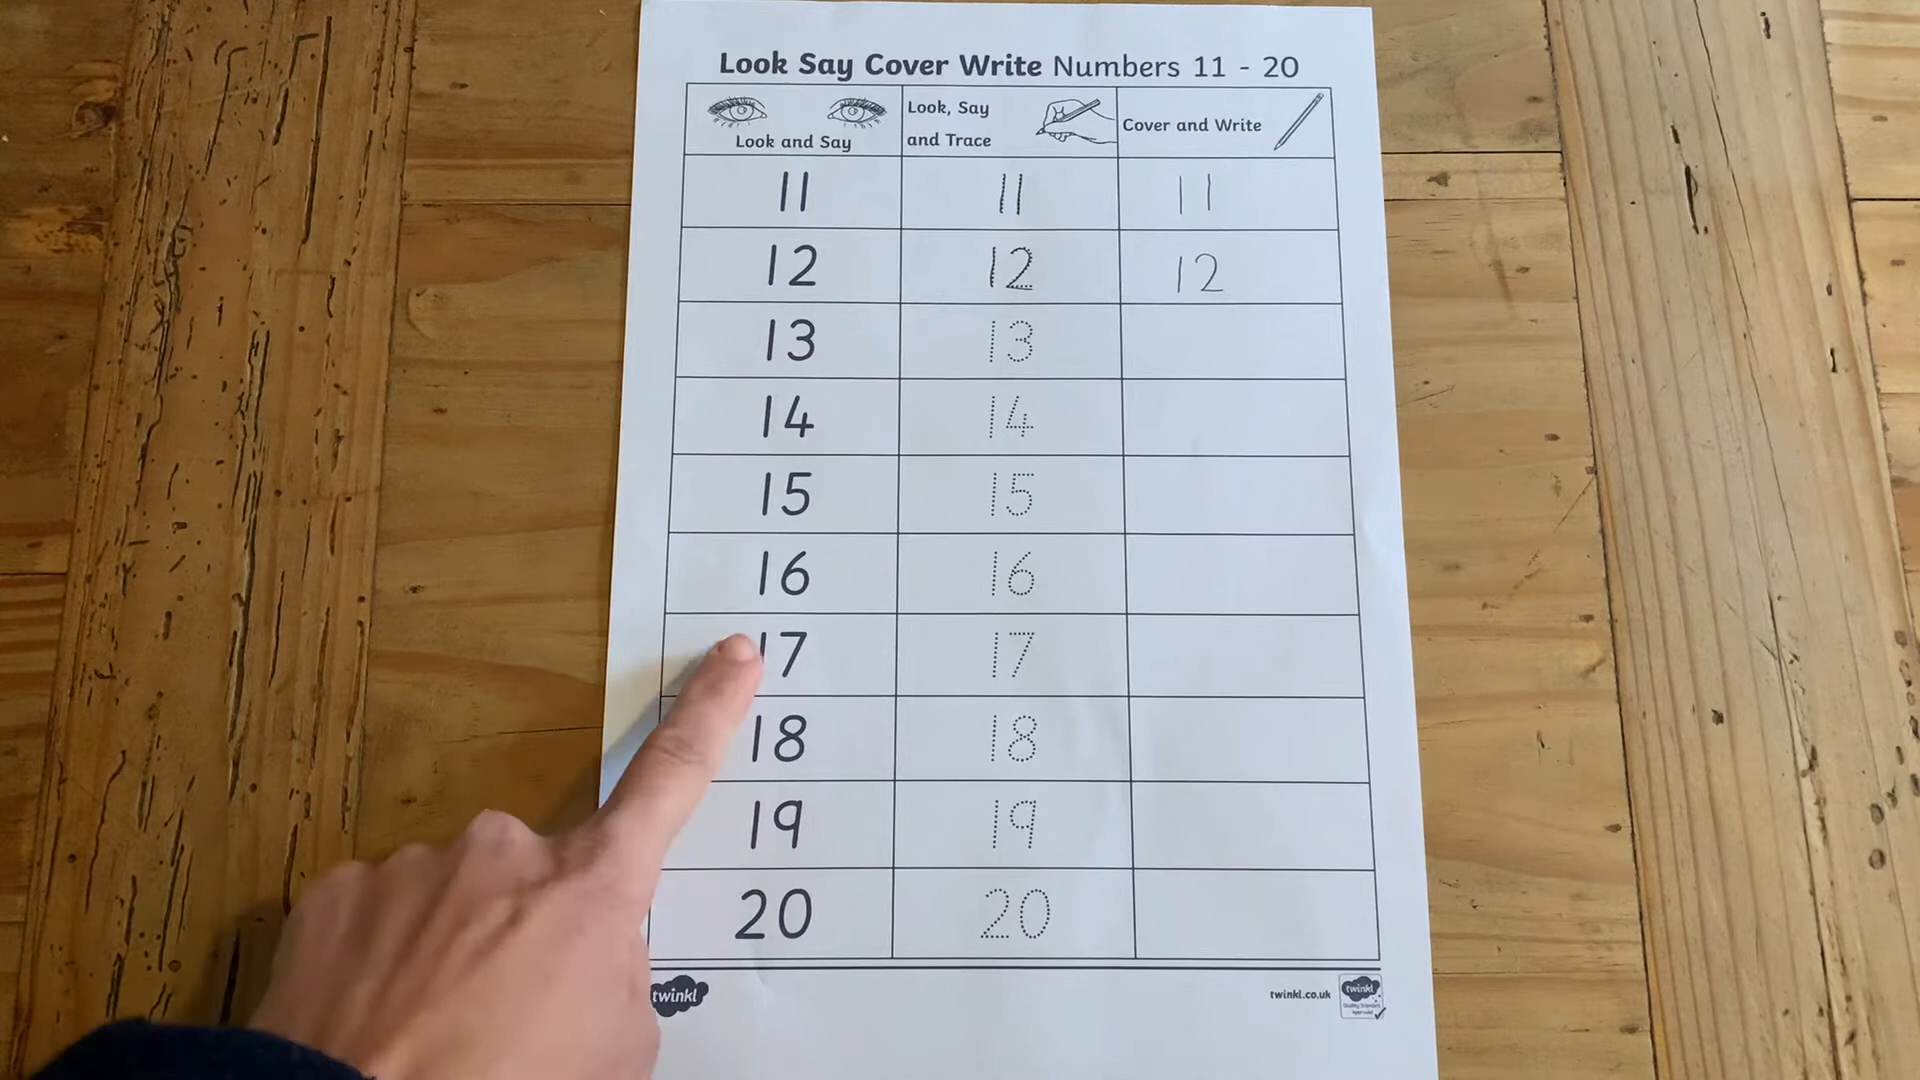 Look Say Cover Write Numbers 11 - 20
Look and Say
Look, Say
and Trace
Cover and Write
11 11 11
12 12 12
13 13
14 14
15 15
16 16
17 17
18 18
19 19
20 20
twinkl
twinkl.co.uk
twinkl